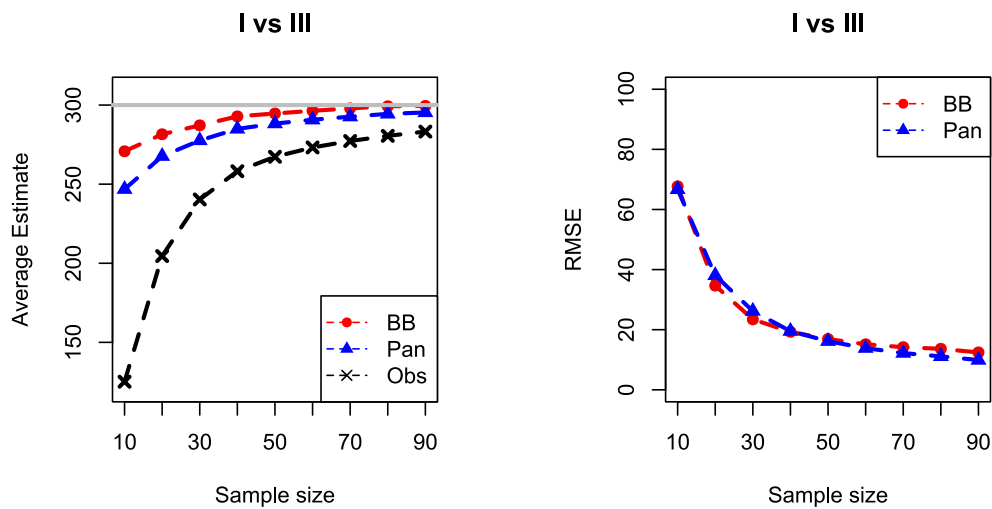 I vs III
Average Estimate
300
250
200
150
BB
Pan
Obs
10 30 50 70 90
Sample size
I vs III
RMSE
100
80
60
40
20
0
BB
Pan
10 30 50 70 90
Sample size